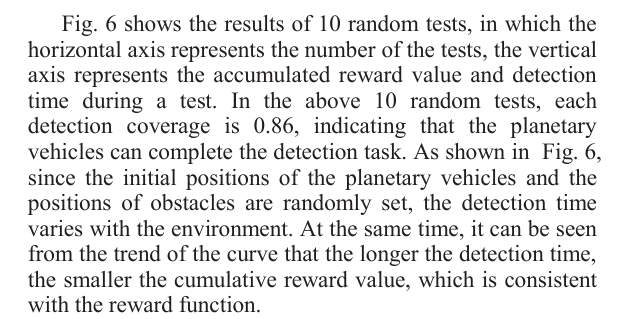 Fig. 6 shows the results of 10 random tests, in which the
horizontal axis represents the number of the tests, the vertical
axis represents the accumulated reward value and detection
time during a test. In the above 10 random tests, each
detection coverage is 0.86, indicating that the planetary
vehicles can complete the detection task. As shown in Fig. 6,
since the initial positions of the planetary vehicles and the
positions of obstacles are randomly set, the detection time
varies with the environment. At the same time, it can be seen
from the trend of the curve that the longer the detection time,
the smaller the cumulative reward value, which is consistent
with the reward function.